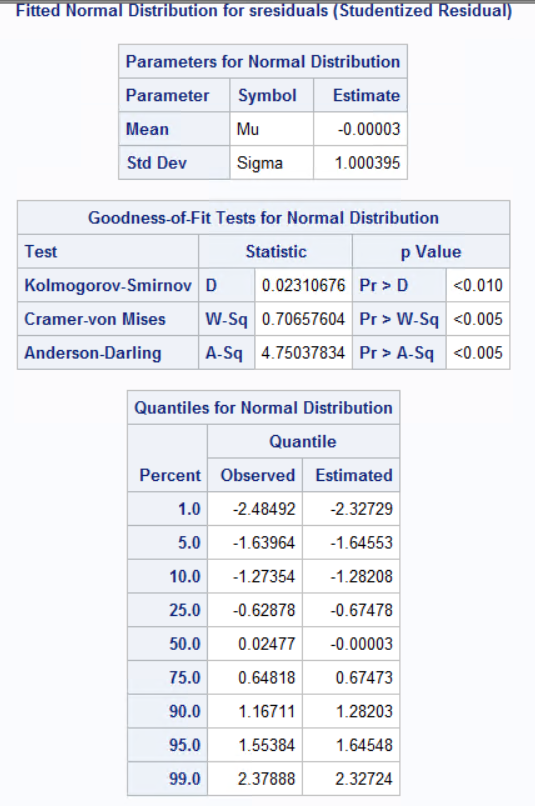 Fitted Normal Distribution for sresiduals (Studentized Residual)
Parameters for Normal Distribution
Parameter Symbol Estimate
Mean Mu -0.00003
Std Dev Sigma 1.000395
Goodness-of-Fit Tests for Normal Distribution
Test Statistic p Value
Kolmogorov-Smirnov D 0.02310676 Pr > D <0.010
Cramer-von Mises W-Sq 0.70657604 Pr > W-Sq <0.005
Anderson-Darling A-Sq 4.75037834 Pr > A-Sq <0.005
Quantiles for Normal Distribution
Quantile
Percent Observed Estimated
1.0 -2.48492 -2.32729
5.0 -1.63964 -1.64553
10.0 -1.27354 -1.28208
25.0 -0.62878 -0.67478
50.0 0.02477 -0.00003
75.0 0.64818 0.67473
90.0 1.16711 1.28203
95.0 1.55384 1.64548
99.0 2.37888 2.32724